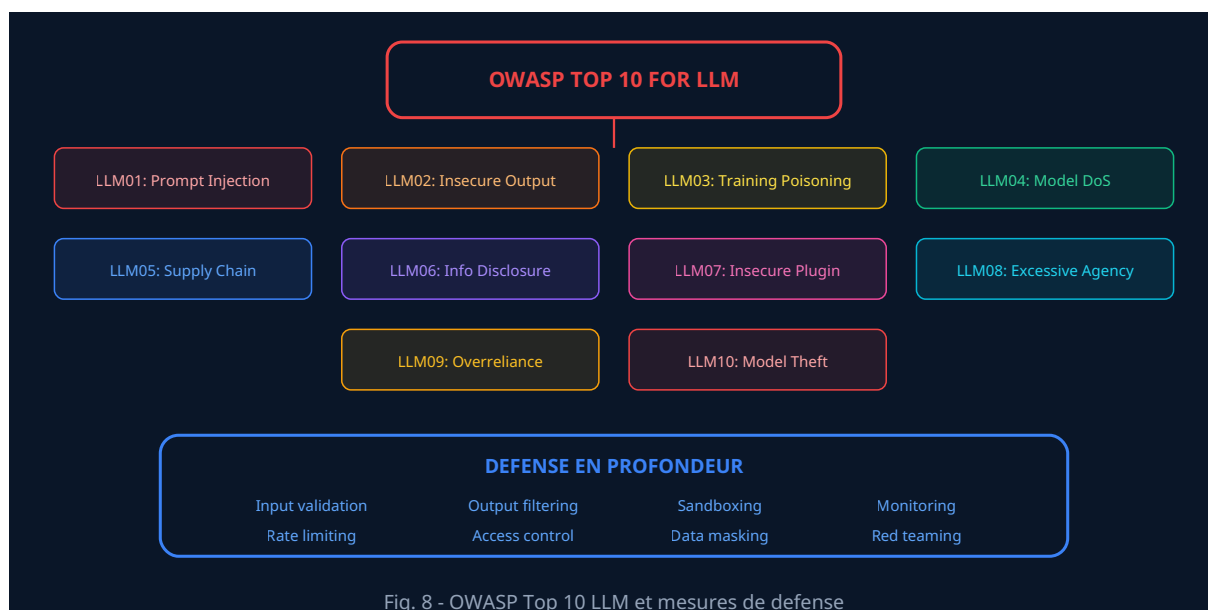 OWASP TOP 10 FOR LLM
LLM01: Prompt Injection
LLM02: Insecure Output
LLM03: Training Poisoning
LLM04: Model DoS
LLM05: Supply Chain
LLM06: Info Disclosure
LLM07: Insecure Plugin
LLM08: Excessive Agency
LLM09: Overreliance
LLM10: Model Theft
DEFENSE EN PROFONDEUR
Input validation
Output filtering
Sandboxing
Monitoring
Rate limiting
Access control
Data masking
Red teaming
Fig. 8 - OWASP Top 10 LLM et mesures de defense